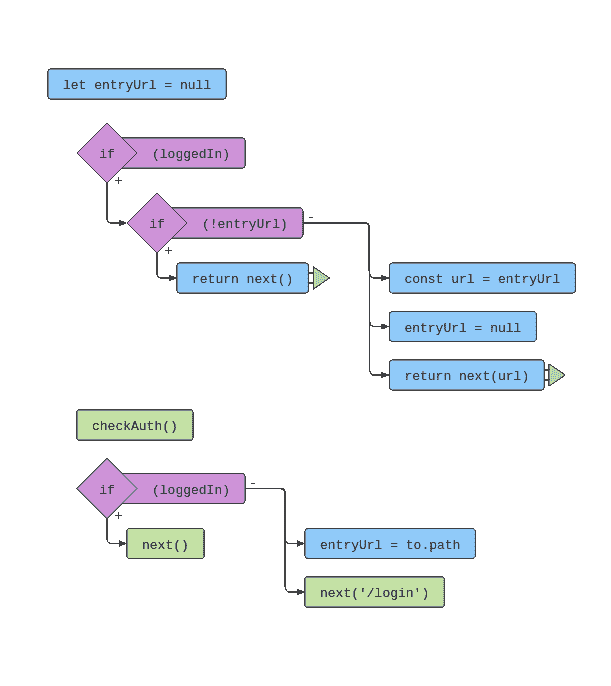 let entryUrl = null
if (loggedIn)
+
if (!entryUrl) -
+
return next()
const url = entryUrl
entryUrl = null
return next(url)
checkAuth()
if (loggedIn) -
+
next()
entryUrl = to.path
next('/login')